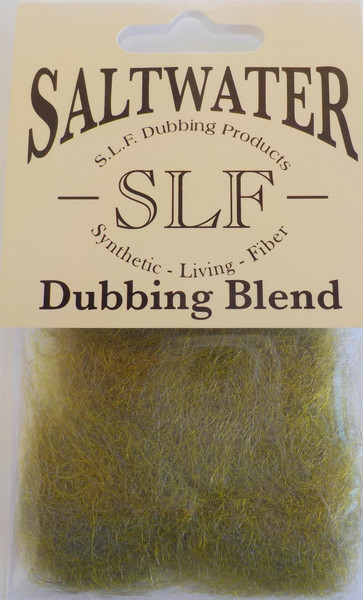 SALTWATER
S.L.F. Dubbing Products
- SLF -
Synthetic - Living - Fiber
Dubbing Blend